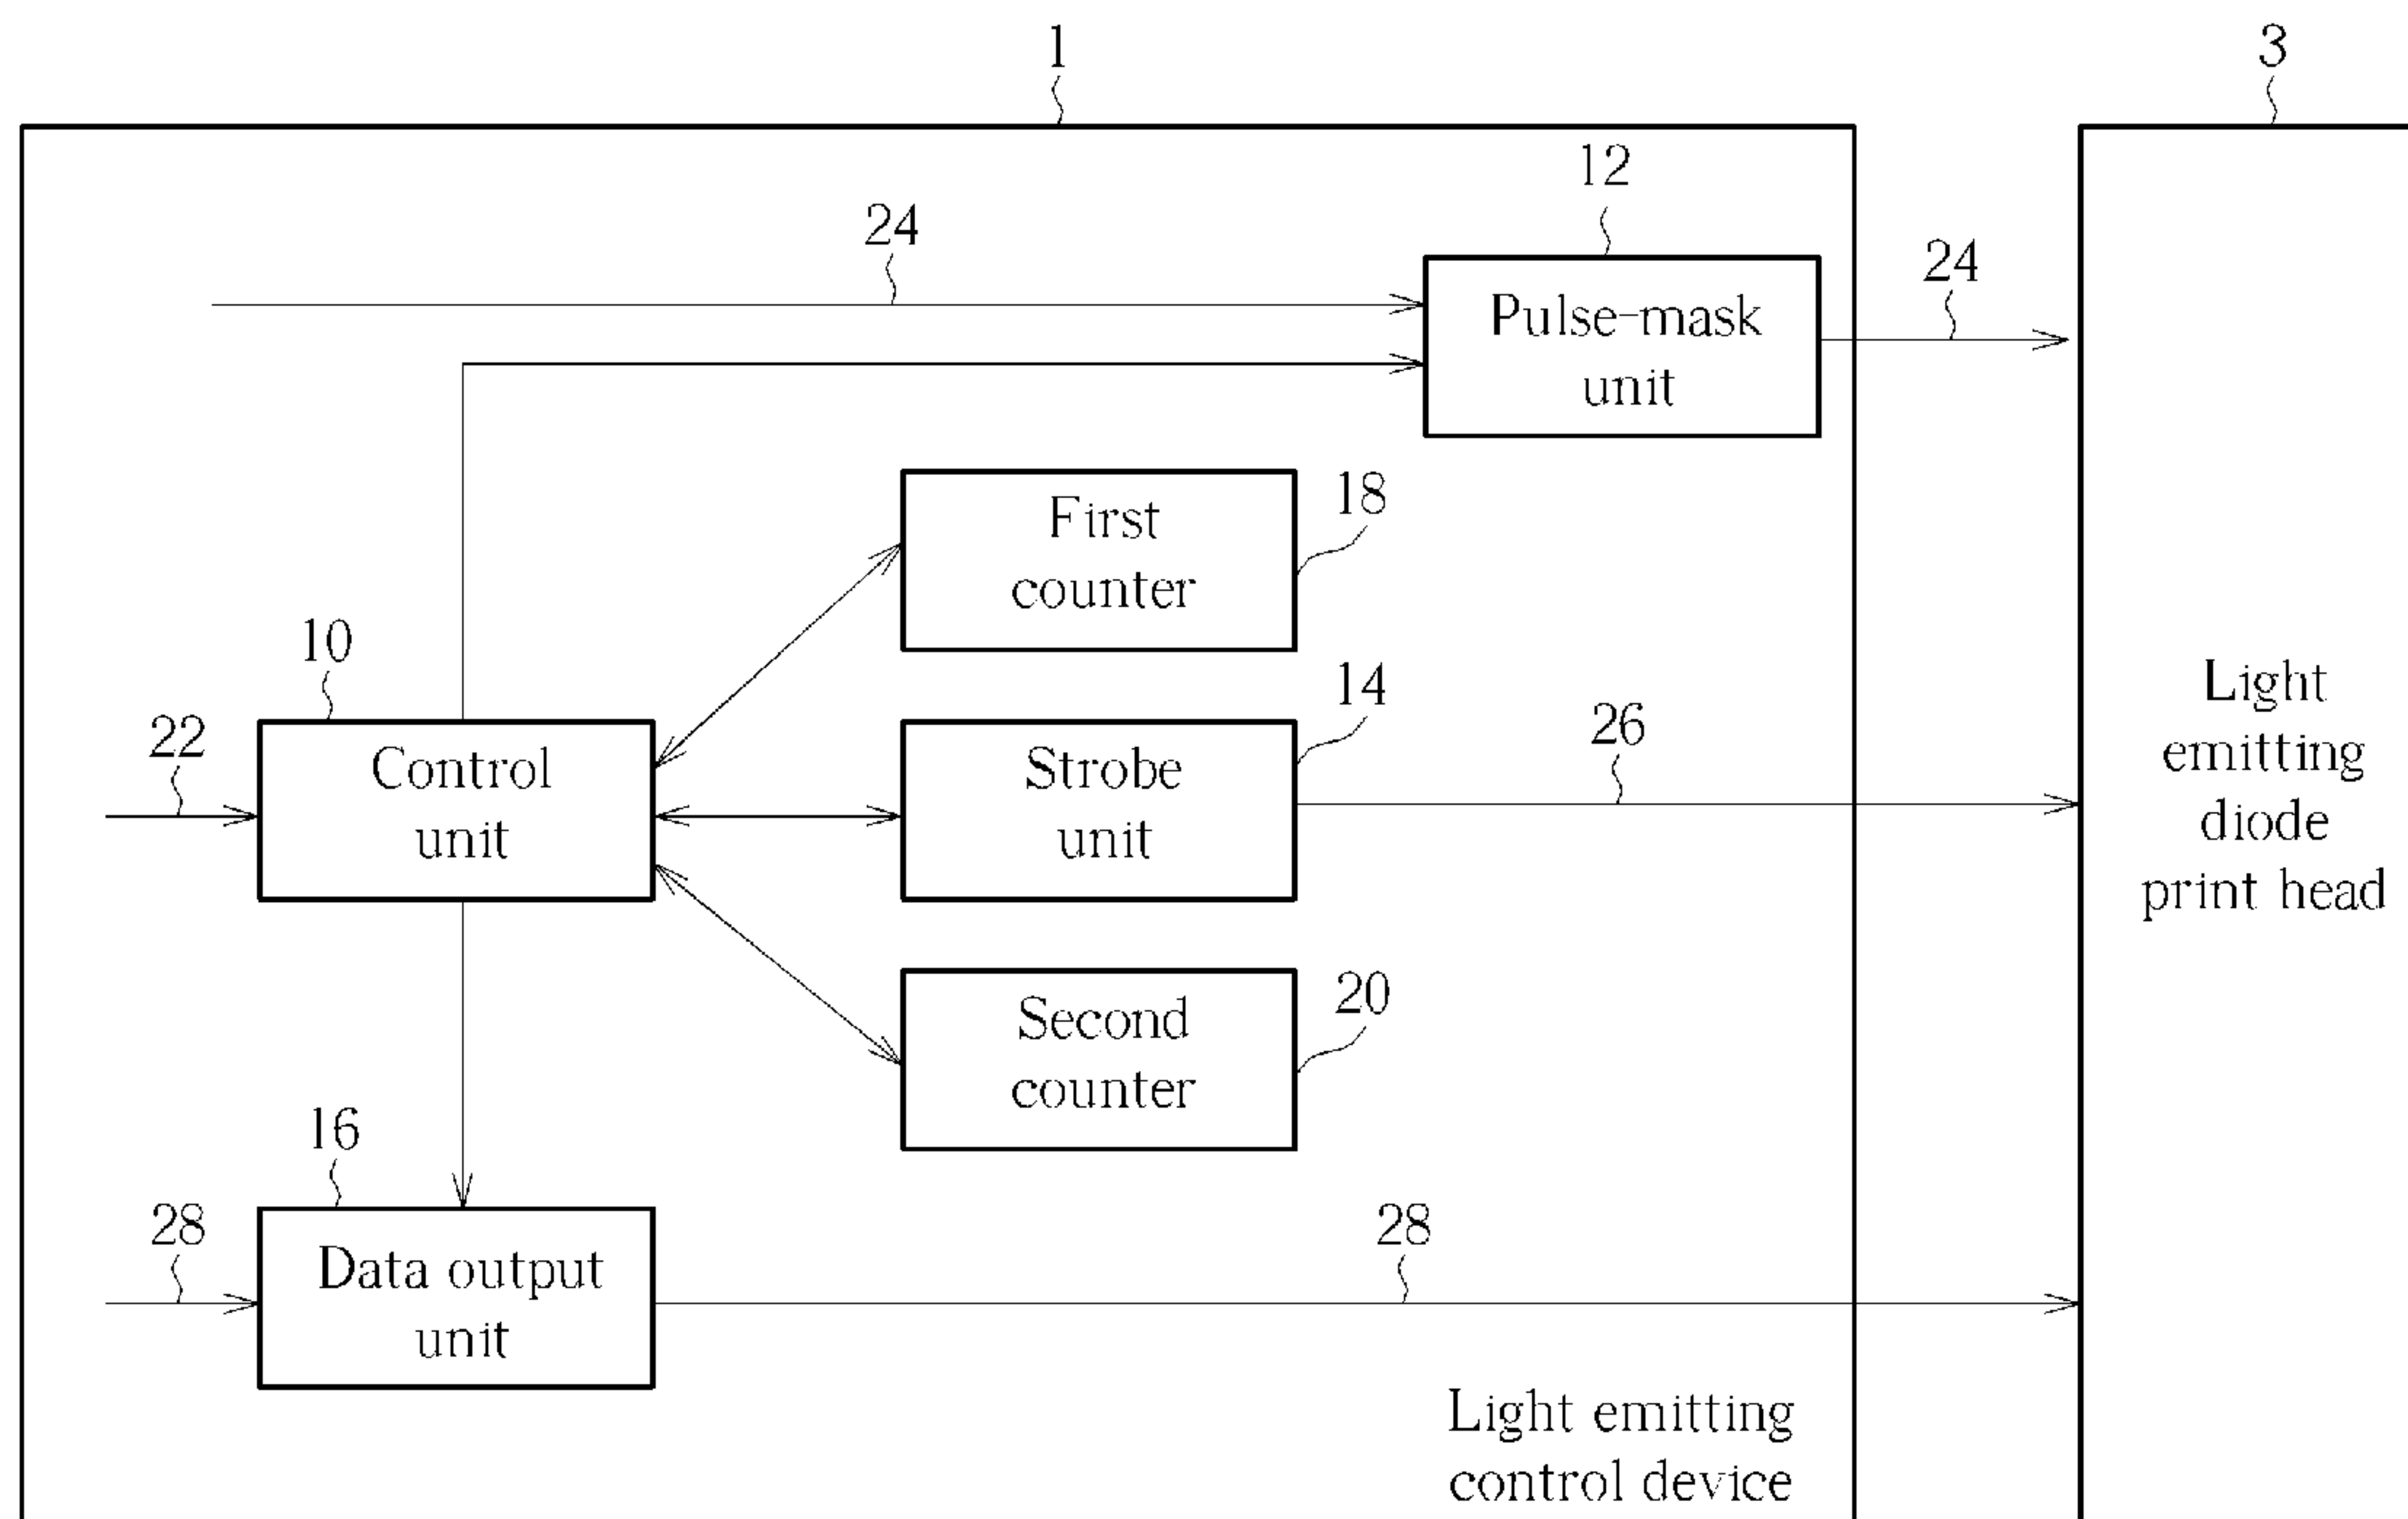 1
3
12
24
24
Pulse-mask
unit
18
First
counter
10
14
22
26
Control
unit
Strobe
unit
Light
emitting
diode
print head
20
Second
counter
16
28
28
Data output
unit
Light emitting
control device